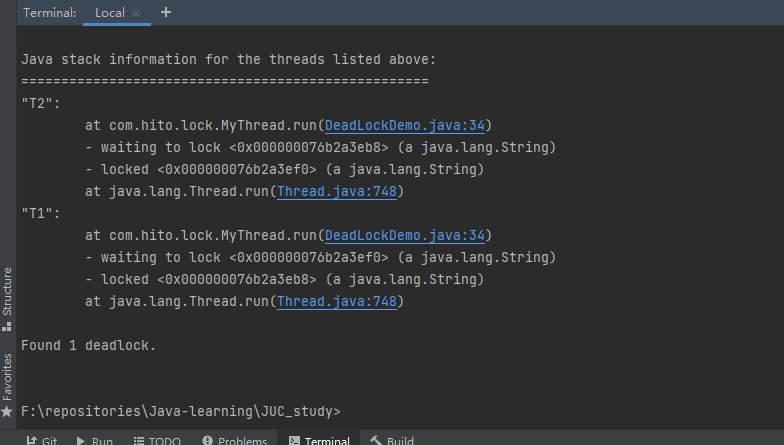 Terminal: Local × +
Java stack information for the threads listed above:
===================================================
"T2":
at com.hito.lock.MyThread.run(DeadLockDemo.java:34)
- waiting to lock <0x000000076b2a3eb8> (a java.lang.String)
- locked <0x000000076b2a3ef0> (a java.lang.String)
at java.lang.Thread.run(Thread.java:748)
"T1":
at com.hito.lock.MyThread.run(DeadLockDemo.java:34)
- waiting to lock <0x000000076b2a3ef0> (a java.lang.String)
- locked <0x000000076b2a3eb8> (a java.lang.String)
at java.lang.Thread.run(Thread.java:748)
Found 1 deadlock.
F:\repositories\Java-learning\JUC_study>
Structure
Favorites
Git Run TODO Problems Terminal Build